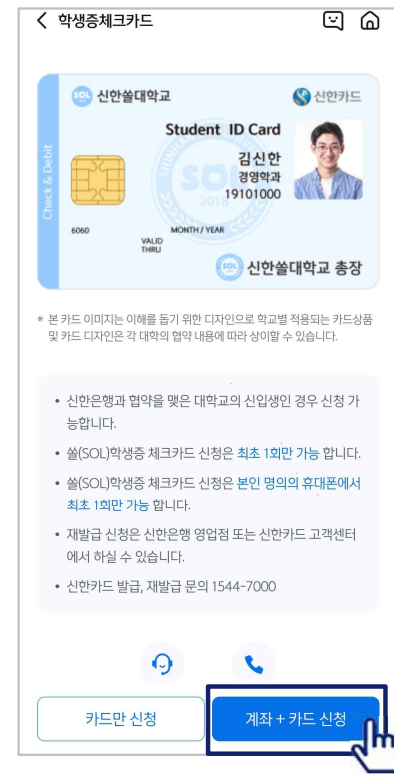 학생증체크카드
SOL 신한쏠대학교 신한카드
Check & Debit
Student ID Card
김신한
경영학과
19101000
SOL
2018
6060
MONTH / YEAR
VALID
THRU
SOL 신한쏠대학교 총장
* 본 카드 이미지는 이해를 돕기 위한 디자인으로 학교별 적용되는 카드상품
및 카드 디자인은 각 대학의 협약 내용에 따라 상이할 수 있습니다.
• 신한은행과 협약을 맺은 대학교의 신입생인 경우 신청 가
능합니다.
• 쏠(SOL)학생증 체크카드 신청은 최초 1회만 가능 합니다.
• 쏠(SOL)학생증 체크카드 신청은 본인 명의의 휴대폰에서
최초 1회만 가능 합니다.
• 재발급 신청은 신한은행 영업점 또는 신한카드 고객센터
에서 하실 수 있습니다.
• 신한카드 발급, 재발급 문의 1544-7000
카드만 신청
계좌 + 카드 신청